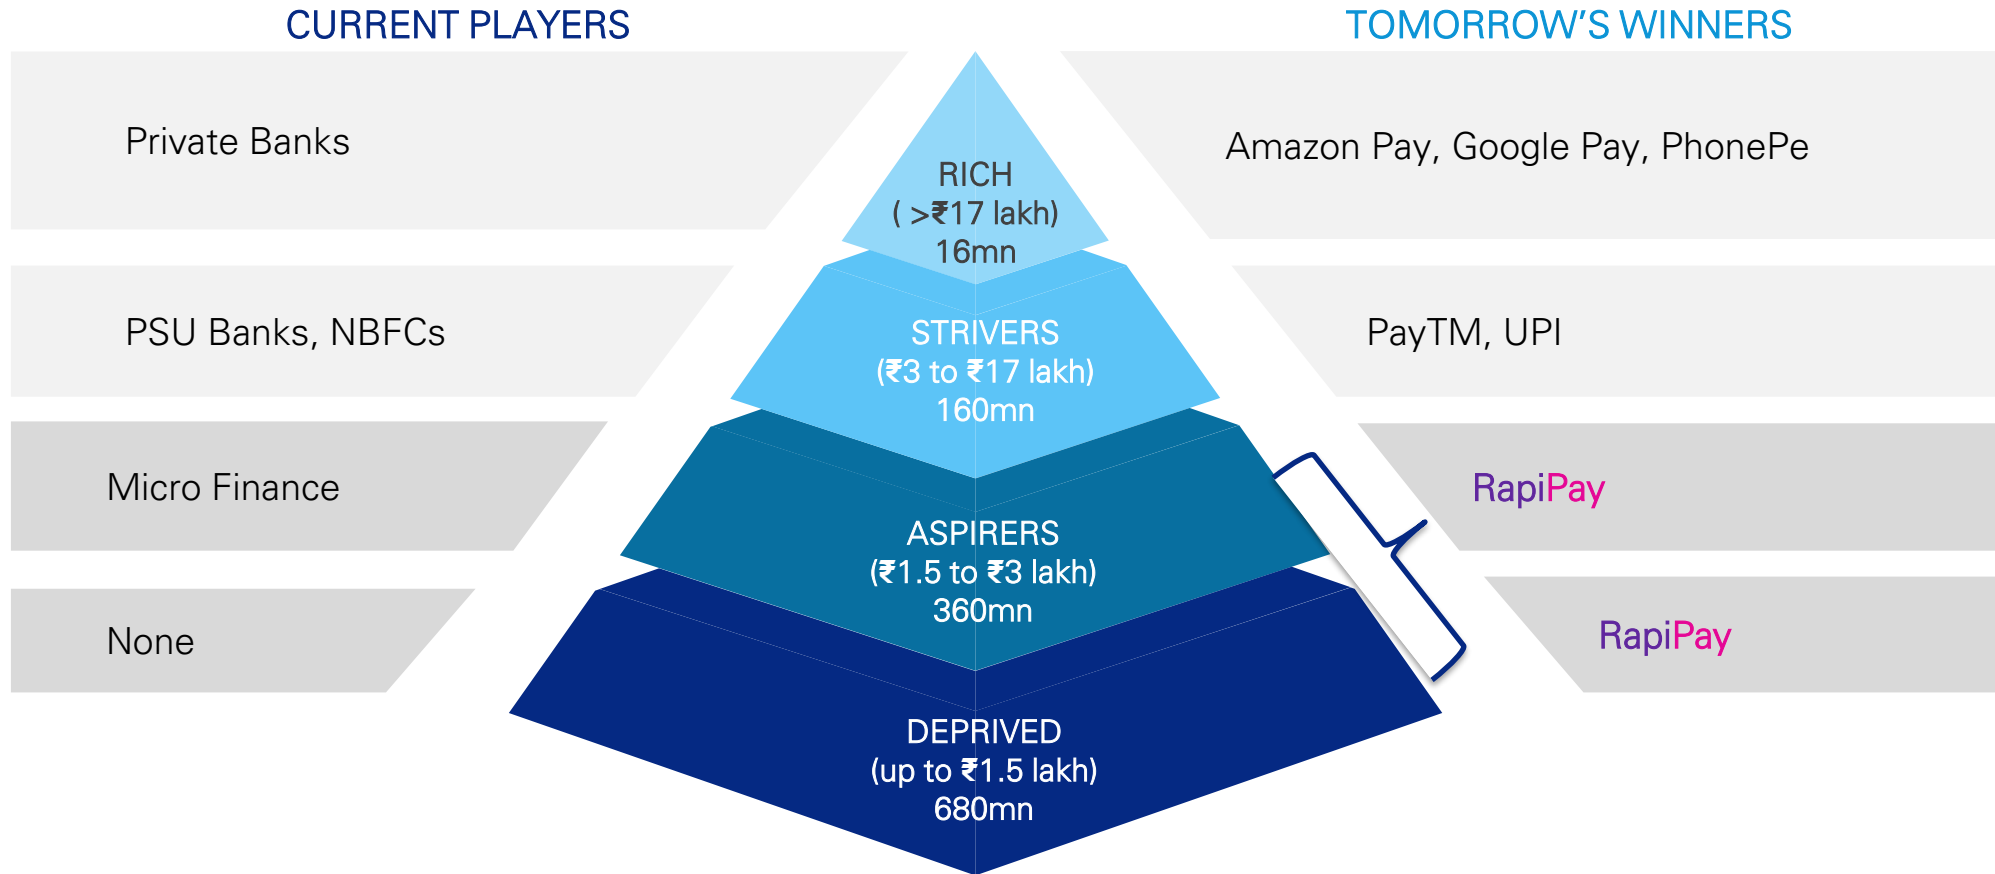 CURRENT PLAYERS
TOMORROW'S WINNERS
Private Banks
RICH
( >₹17 lakh)
16mn
Amazon Pay, Google Pay, PhonePe
PSU Banks, NBFCs
STRIVERS
(₹3 to ₹17 lakh)
160mn
PayTM, UPI
Micro Finance
ASPIRERS
(₹1.5 to ₹3 lakh)
360mn
RapiPay
None
DEPRIVED
(up to ₹1.5 lakh)
680mn
RapiPay